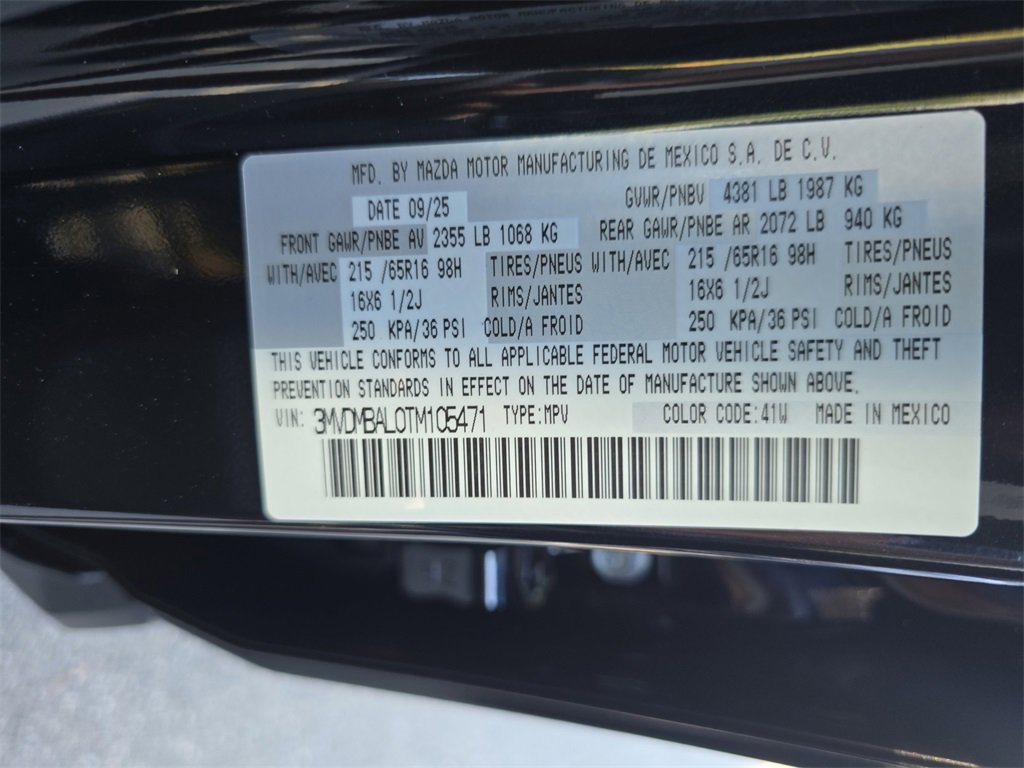 MFD. BY MAZDA MOTOR MANUFACTURING DE MEXICO S.A. DE C.V.
DATE 09/25 GVWR/PNBV 4381 LB 1987 KG
FRONT GAWR/PNBE AV 2355 LB 1068 KG REAR GAWR/PNBE AR 2072 LB 940 KG
WITH/AVEC 215 /65R16 98H TIRES/PNEUS WITH/AVEC 215 /65R16 98H TIRES/PNEUS
16X6 1/2J RIMS/JANTES 16X6 1/2J RIMS/JANTES
250 KPA/36 PSI COLD/A FROID 250 KPA/36 PSI COLD/A FROID
THIS VEHICLE CONFORMS TO ALL APPLICABLE FEDERAL MOTOR VEHICLE SAFETY AND THEFT
PREVENTION STANDARDS IN EFFECT ON THE DATE OF MANUFACTURE SHOWN ABOVE.
VIN: 3MVDMBAL0TM105471 TYPE:MPV COLOR CODE:41W MADE IN MEXICO